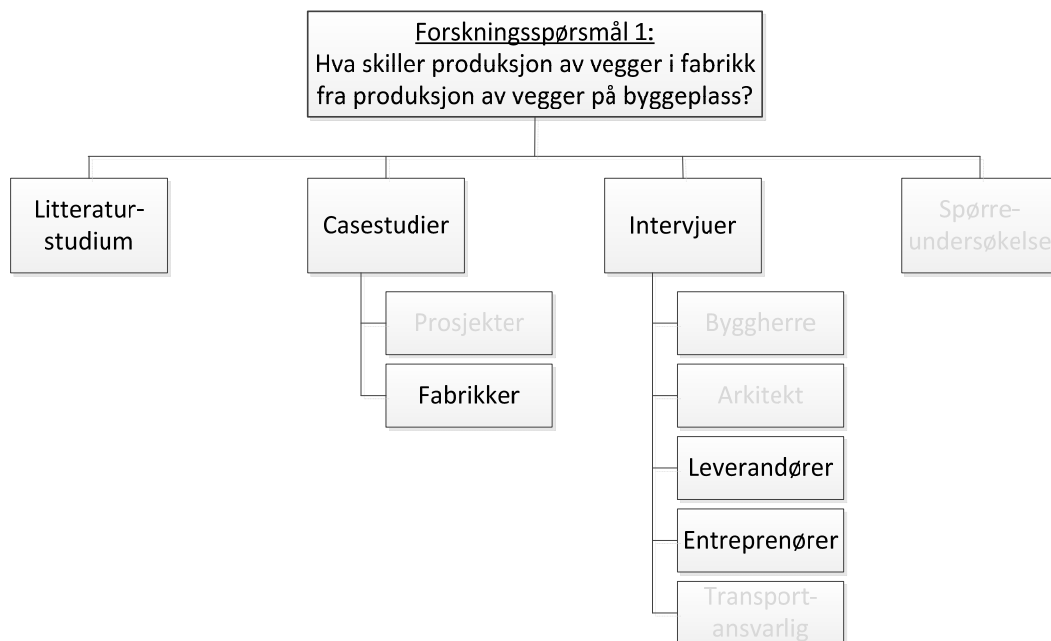 Forskningsspørsmål 1:
Hva skiller produksjon av vegger i fabrikk
fra produksjon av vegger på byggeplass?
Litteratur-
studium
Casestudier
Prosjekter
Fabrikker
Intervjuer
Byggherre
Arkitekt
Leverandører
Entreprenører
Transport-
ansvarlig
Spørre-
undersøkelse